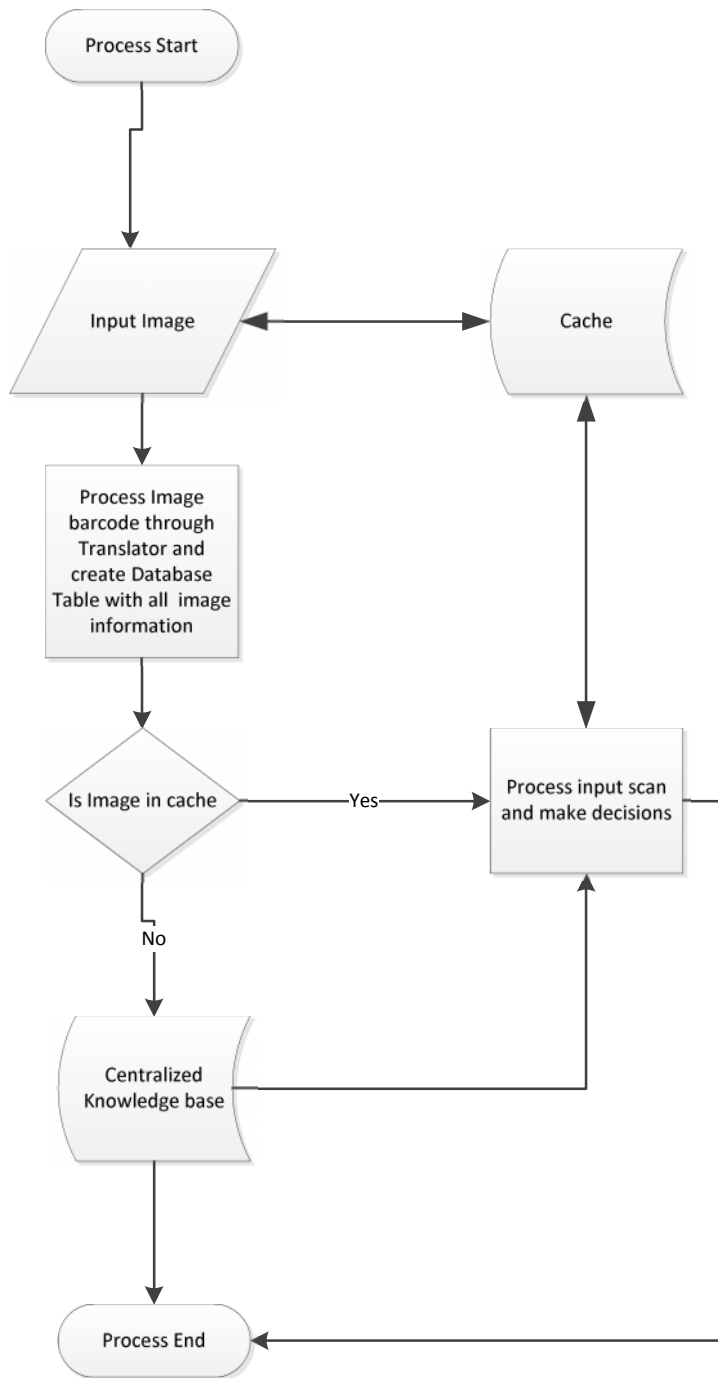 Process Start
Input Image
Cache
Process Image
barcode through
Translator and
create Database
Table with all image
information
Is Image in cache
Yes
Process input scan
and make decisions
No
Centralized
Knowledge base
Process End